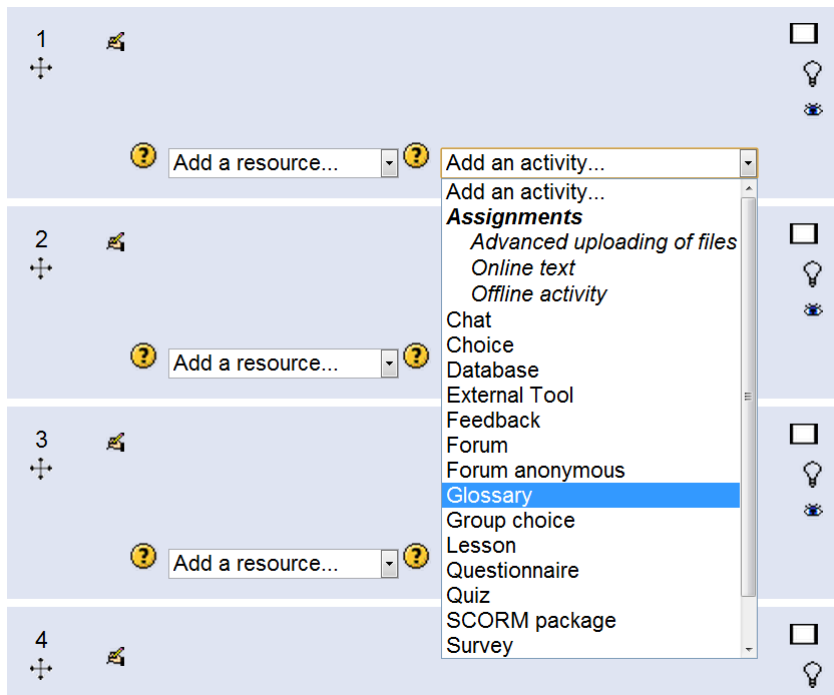 1
? Add a resource... ? Add an activity...
Add an activity...
Assignments
2
Advanced uploading of files
Online text
Offline activity
Chat
Choice
? Add a resource... ?
Database
External Tool
Feedback
3
Forum
Forum anonymous
Glossary
Group choice
Lesson
? Add a resource... ?
Questionnaire
Quiz
SCORM package
4
Survey